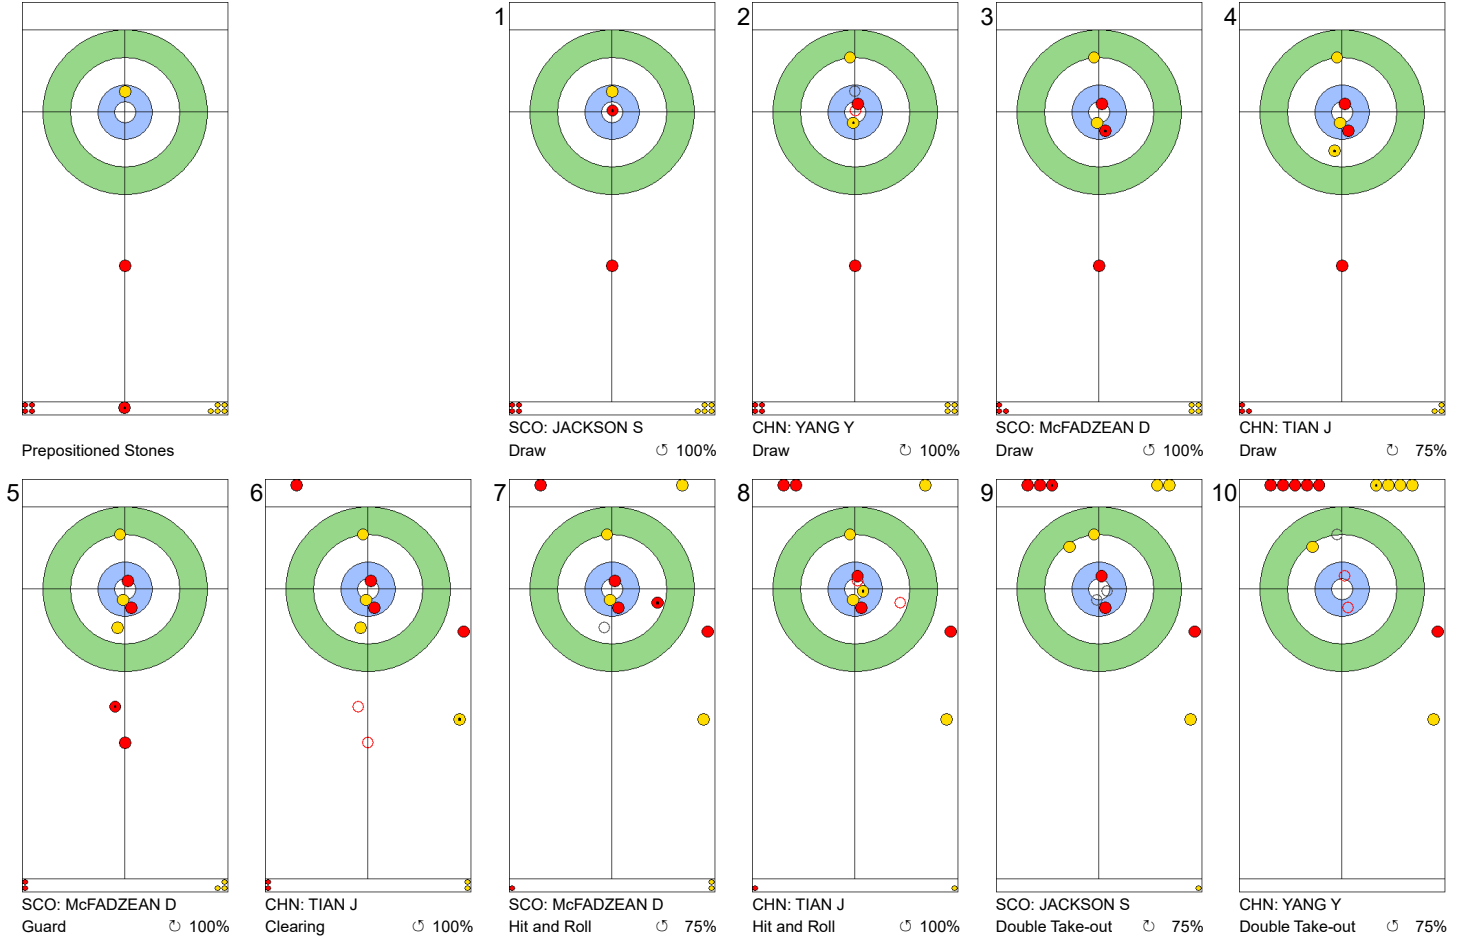 Prepositioned Stones
1
SCO: JACKSON S
Draw 100%
2
CHN: YANG Y
Draw 100%
3
SCO: McFADZEAN D
Draw 100%
4
CHN: TIAN J
Draw 75%
5
SCO: McFADZEAN D
Guard 100%
6
CHN: TIAN J
Clearing 100%
7
SCO: McFADZEAN D
Hit and Roll 75%
8
CHN: TIAN J
Hit and Roll 100%
9
SCO: JACKSON S
Double Take-out 75%
10
CHN: YANG Y
Double Take-out 75%